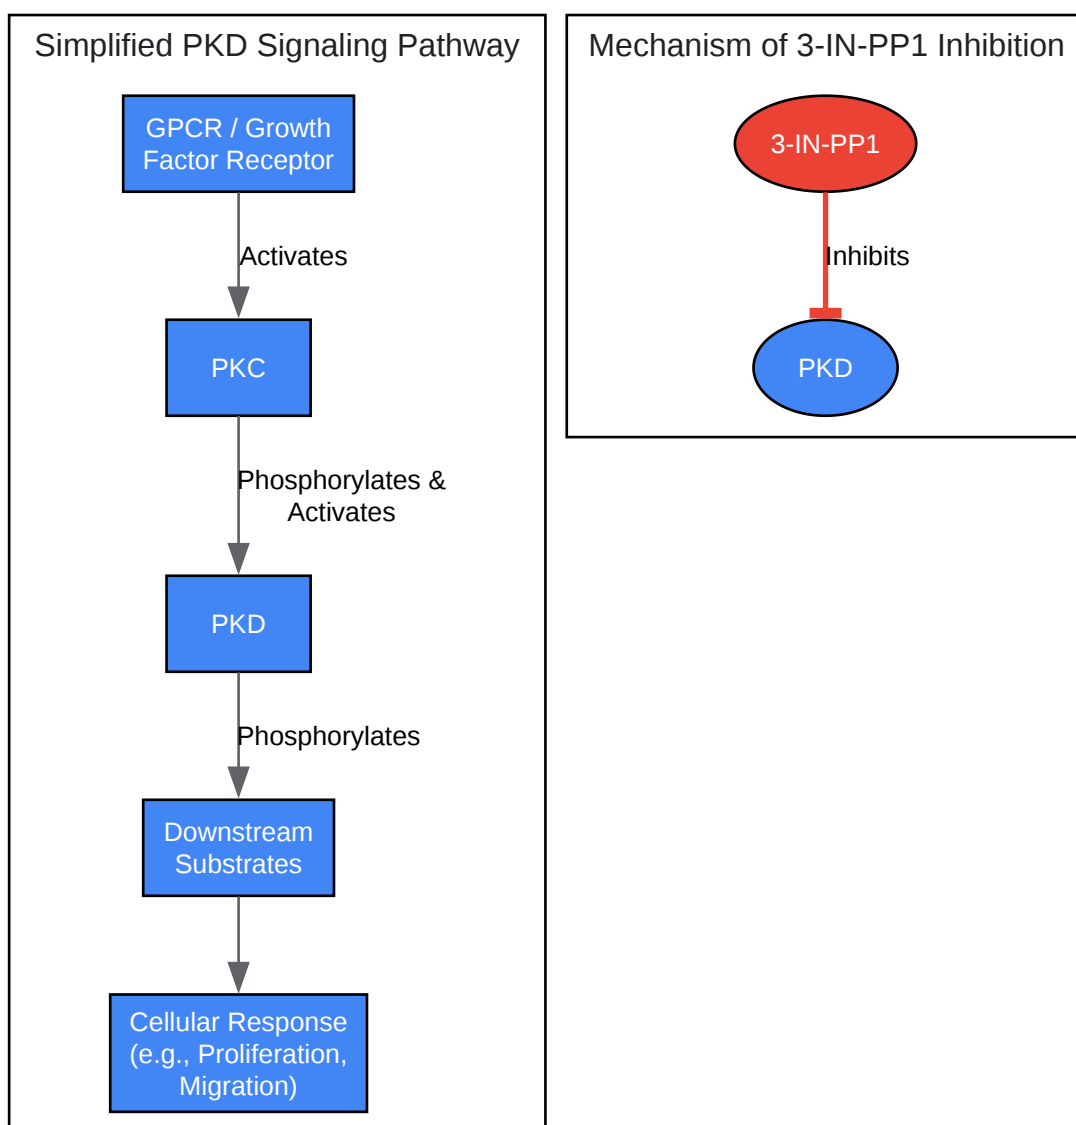 Simplified PKD Signaling Pathway
GPCR / Growth
Factor Receptor
Activates
PKC
Phosphorylates &
Activates
PKD
Phosphorylates
Downstream
Substrates
Cellular Response
(e.g., Proliferation,
Migration)
Mechanism of 3-IN-PP1 Inhibition
3-IN-PP1
Inhibits
PKD